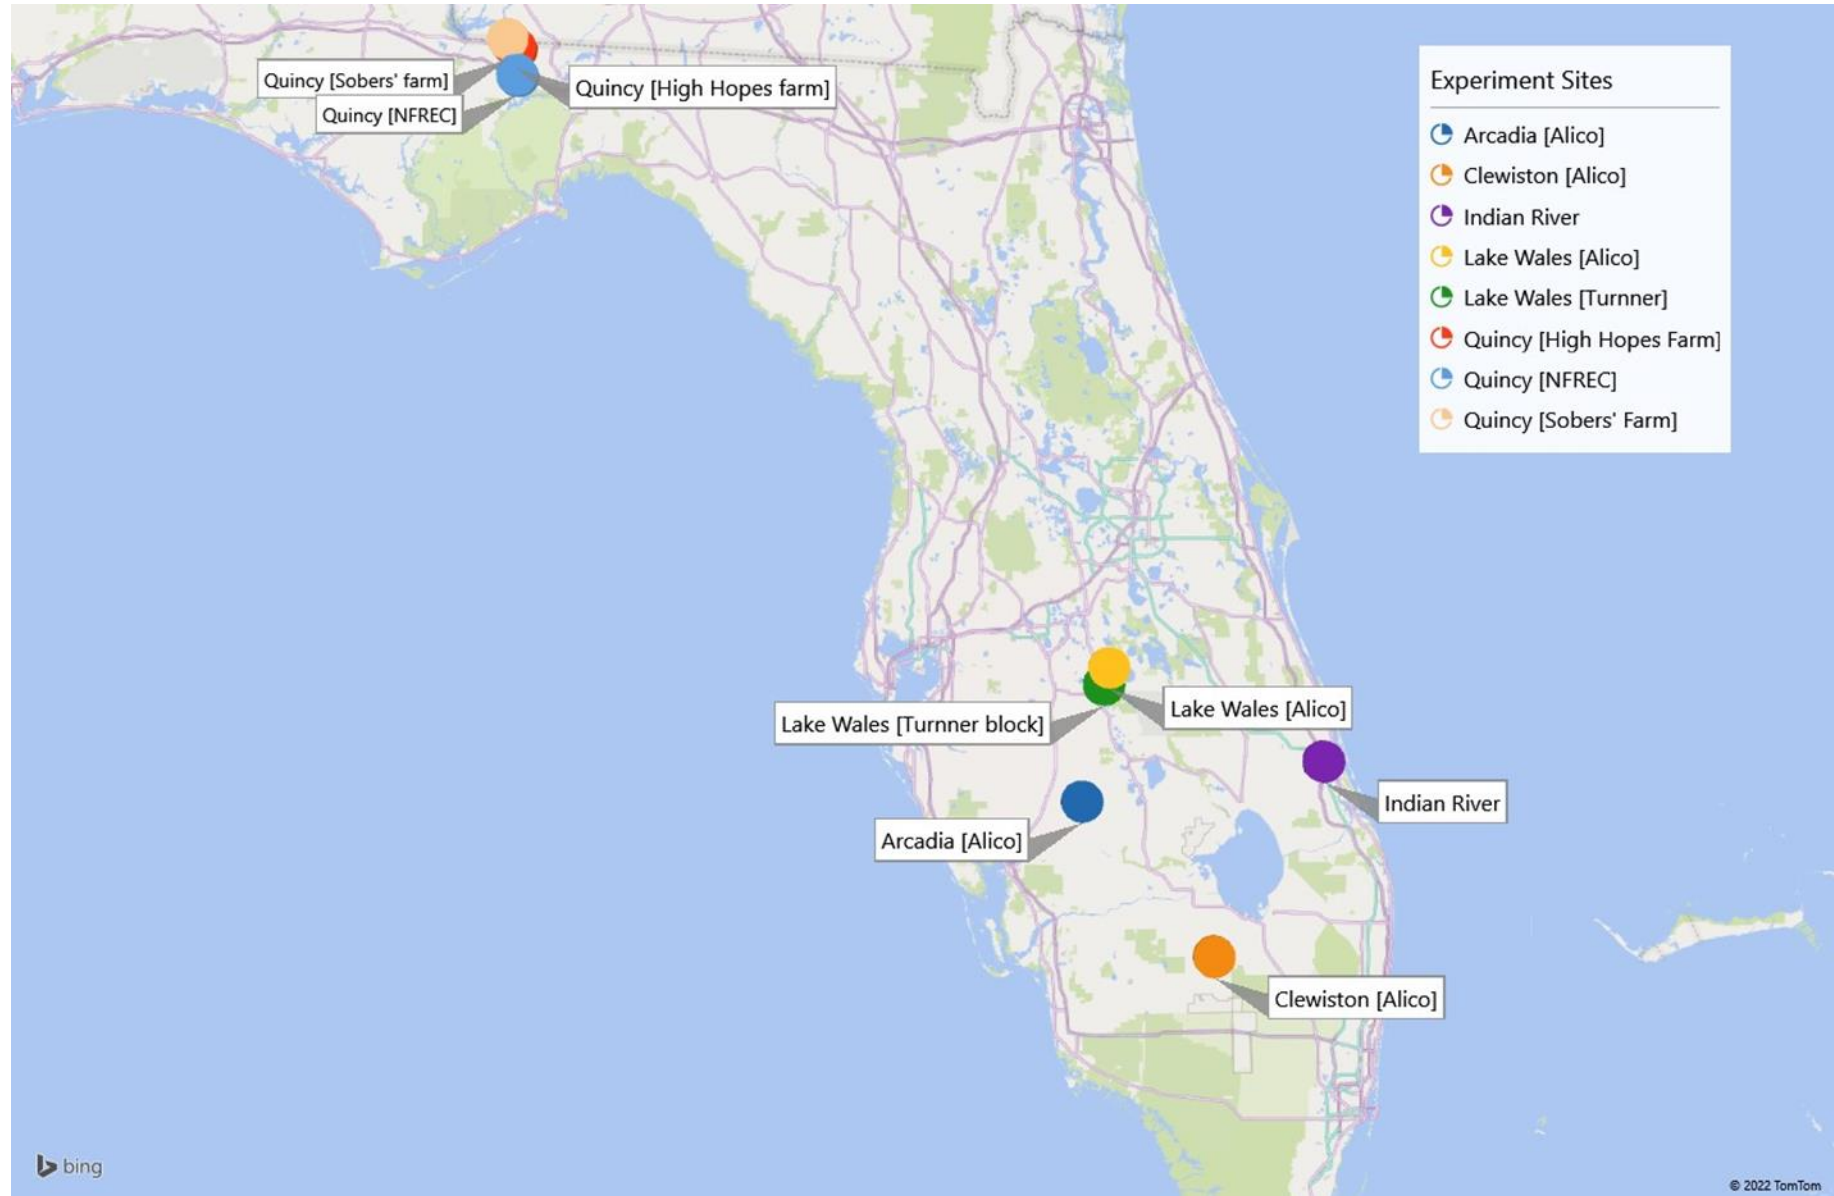 Quincy [Sobers' farm]
Quincy [High Hopes farm]
Quincy [NFREC]
Experiment Sites
Arcadia [Alico]
Clewiston [Alico]
Indian River
Lake Wales [Alico]
Lake Wales [Turnner]
Quincy [High Hopes Farm]
Quincy [NFREC]
Quincy [Sobers' Farm]
Lake Wales [Alico]
Lake Wales [Turnner block]
Indian River
Arcadia [Alico]
Clewiston [Alico]
bing
© 2022 TomTom